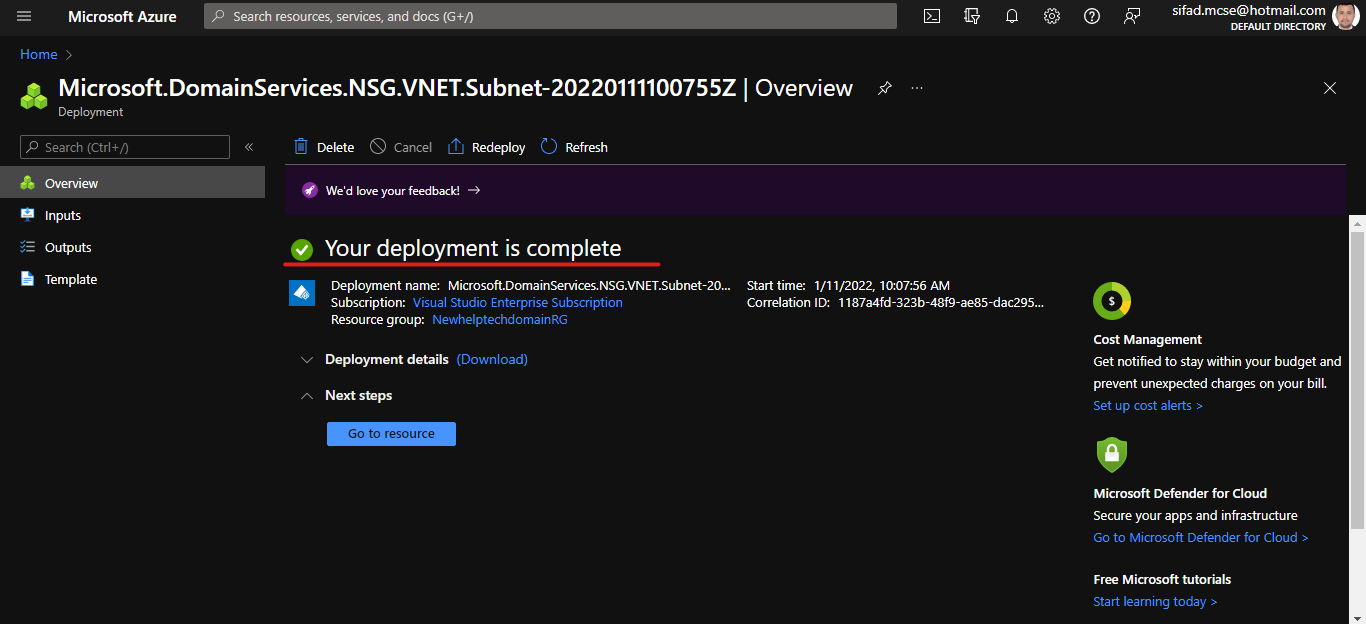 Microsoft Azure
Search resources, services, and docs (G+/)
sifad.mcse@hotmail.com
DEFAULT DIRECTORY
Home
Microsoft.DomainServices.NSG.VNET.Subnet-20220111100755Z | Overview
Deployment
Search (Ctrl+/)
Overview
Inputs
Outputs
Template
Delete
Cancel
Redeploy
Refresh
We'd love your feedback! →
Your deployment is complete
Deployment name: Microsoft.DomainServices.NSG.VNET.Subnet-20...
Subscription: Visual Studio Enterprise Subscription
Resource group: NewhelptechdomainRG
Start time: 1/11/2022, 10:07:56 AM
Correlation ID: 1187a4fd-323b-48f9-ae85-dac295...
Deployment details (Download)
Next steps
Go to resource
$
Cost Management
Get notified to stay within your budget and
prevent unexpected charges on your bill.
Set up cost alerts >
Microsoft Defender for Cloud
Secure your apps and infrastructure
Go to Microsoft Defender for Cloud >
Free Microsoft tutorials
Start learning today >